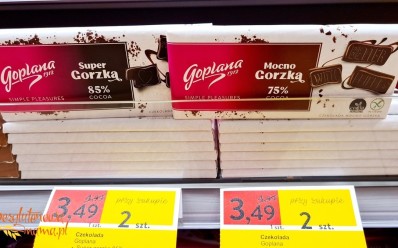 Goplana
1912
SIMPLE PLEASURES
Super
Gorzka
85%
COCOA
Goplana
1912
SIMPLE PLEASURES
Mocno
Gorzka
75%
COCOA
3,49
przy zakupie
2 szt.
Czekolada
Goplana
3,49
przy zakupie
2 szt.
Czekolada
Goplana